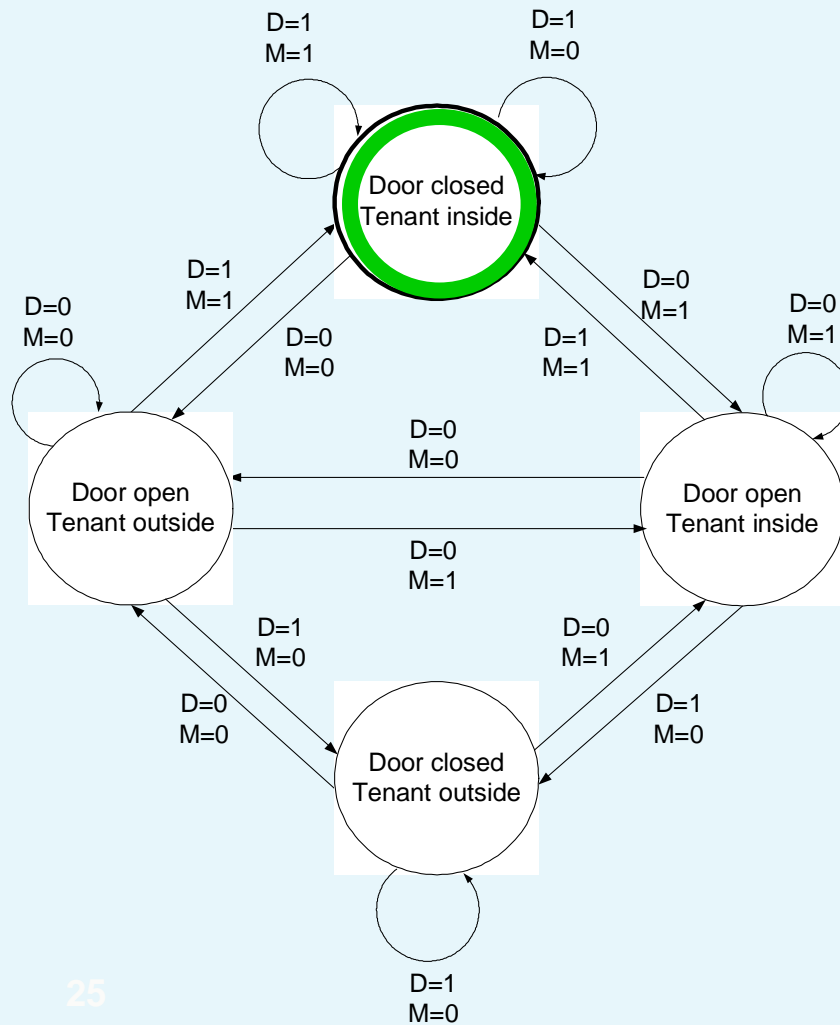 D=1
M=1
D=1
M=0
Door closed
Tenant inside
D=1
M=1
D=0
M=0
D=0
M=1
D=1
M=1
D=0
M=0
D=0
M=1
D=0
M=0
Door open
Tenant outside
Door open
Tenant inside
D=0
M=1
D=1
M=0
D=0
M=1
D=0
M=0
D=1
M=0
Door closed
Tenant outside
D=1
M=0
25